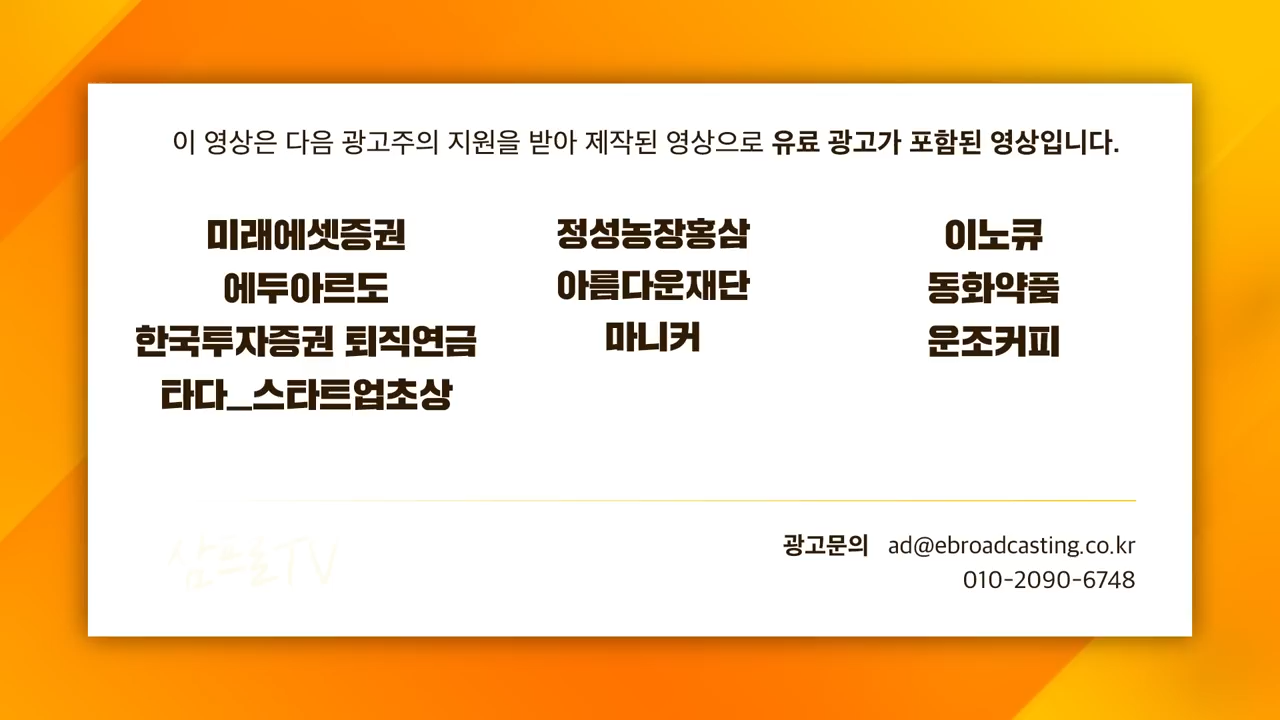 이 영상은 다음 광고주의 지원을 받아 제작된 영상으로 유료 광고가 포함된 영상입니다.
미래에셋증권
에두아르도
한국투자증권 퇴직연금
타다_스타트업초상
정성농장홍삼
아름다운재단
마니커
이노큐
동화약품
운조커피
삼프로TV
광고문의 ad@ebroadcasting.co.kr
010-2090-6748